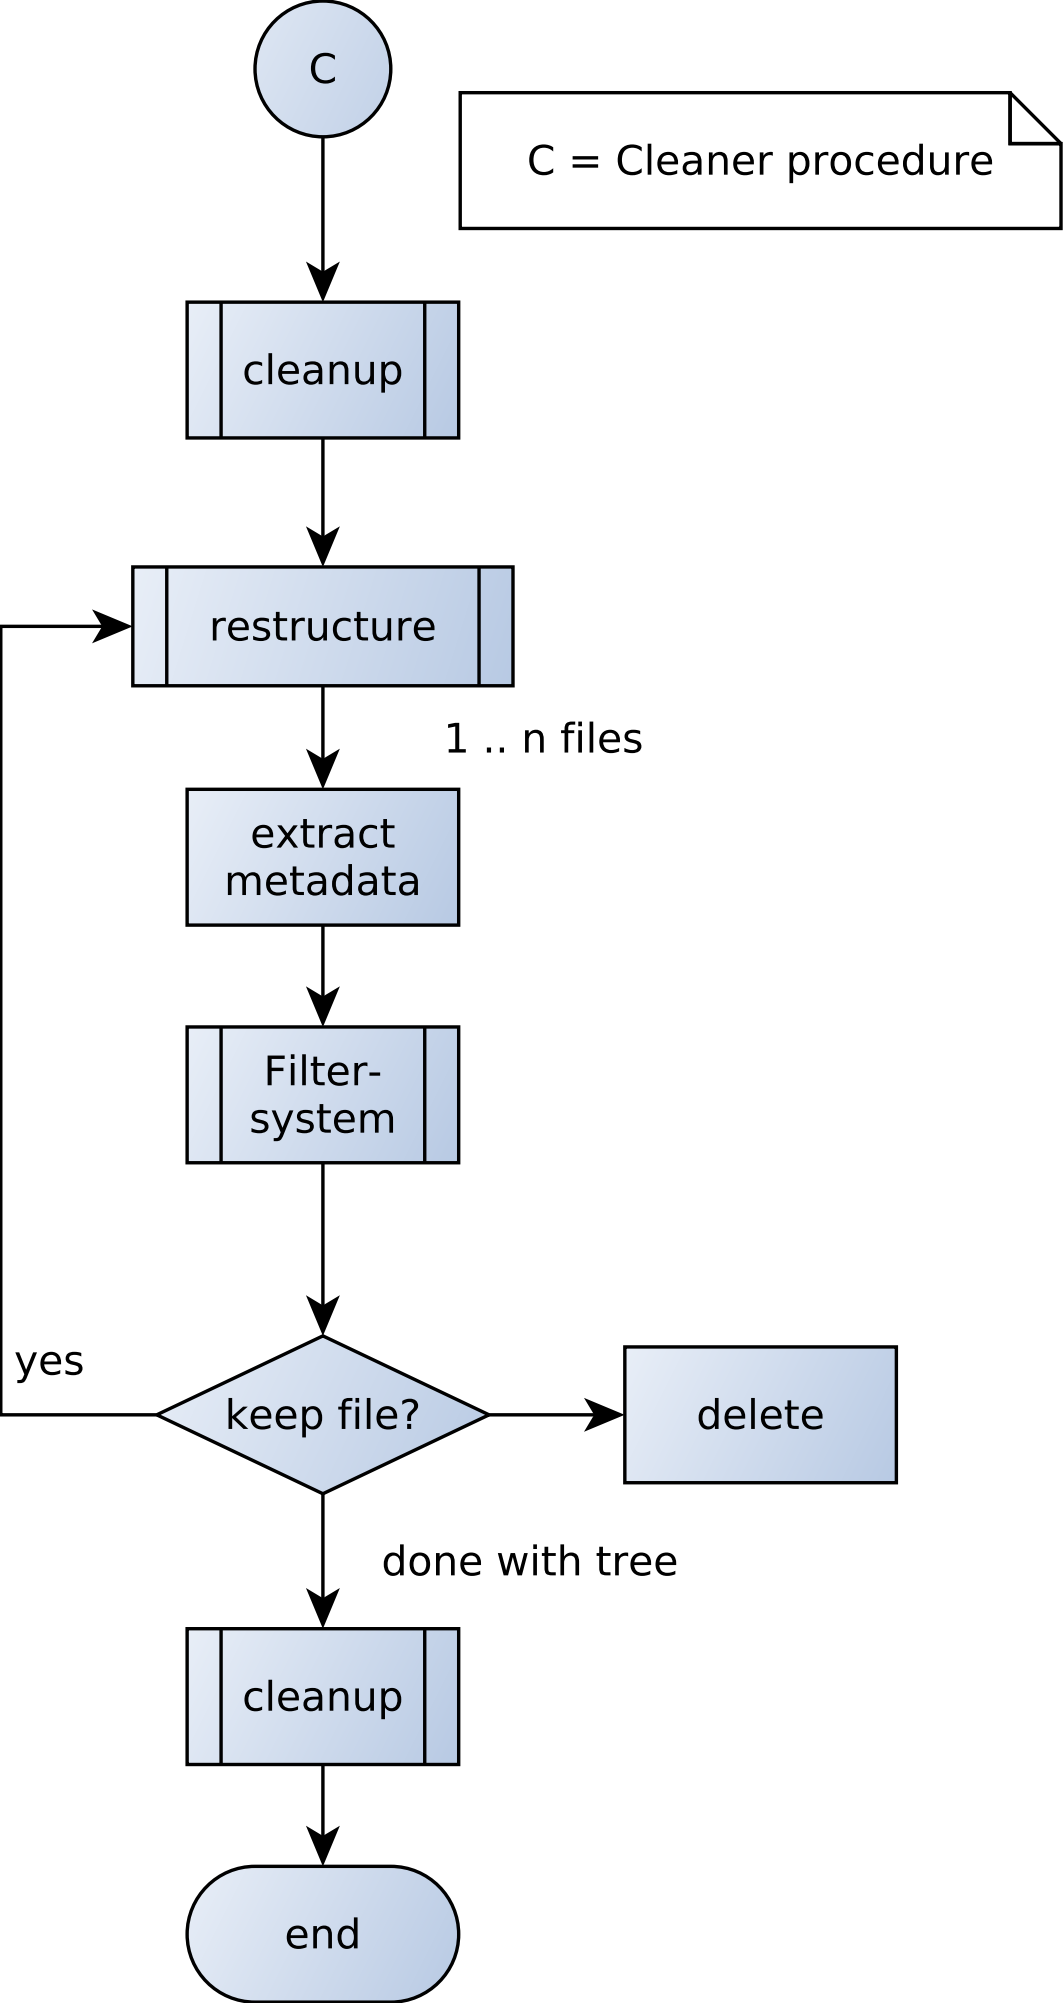 C
C = Cleaner procedure
cleanup
restructure
1 .. n files
extract
metadata
Filter-
system
yes
keep file?
delete
done with tree
cleanup
end